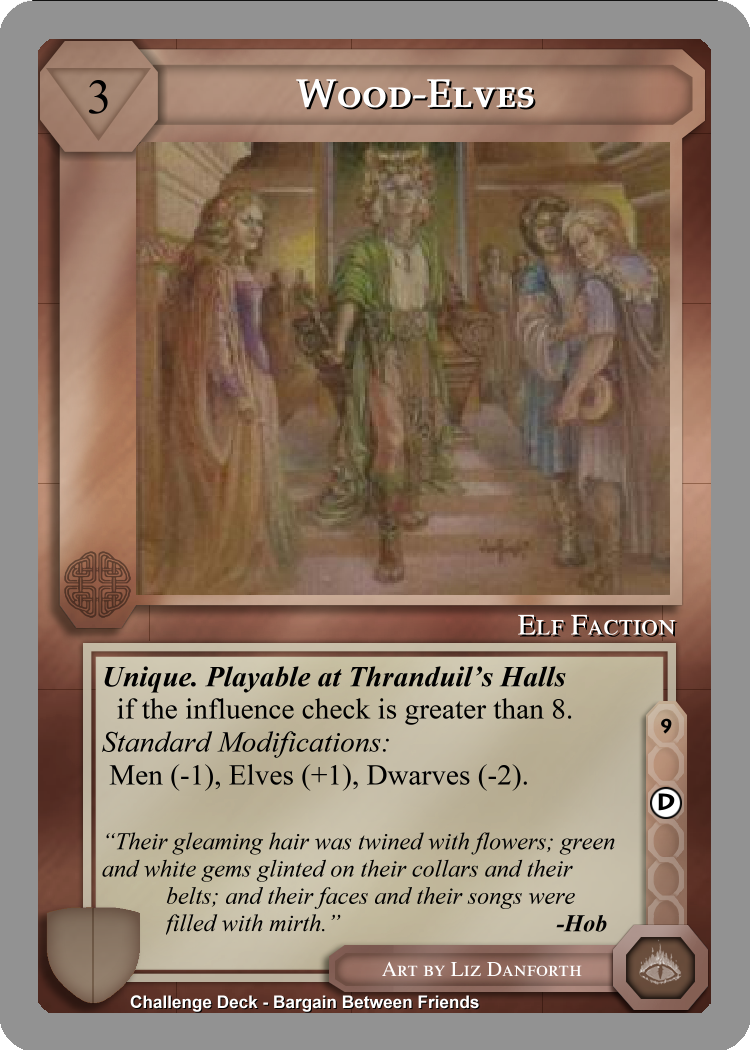 3
Wood-Elves
Elf Faction
Unique. Playable at Thranduil's Halls
if the influence check is greater than 8.
Standard Modifications:
Men (-1), Elves (+1), Dwarves (-2).
9
D
“Their gleaming hair was twined with flowers; green
and white gems glinted on their collars and their
belts; and their faces and their songs were
filled with mirth.” -Hob
Art by Liz Danforth
Challenge Deck - Bargain Between Friends